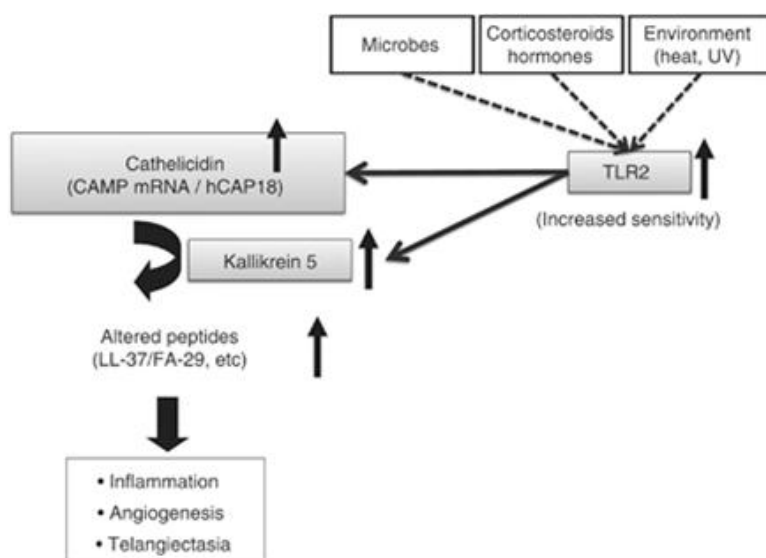 Microbes
Corticosteroids
hormones
Environment
(heat, UV)
Cathelicidin
(CAMP mRNA / hCAP18)
TLR2
(Increased sensitivity)
Kallikrein 5
Altered peptides
(LL-37/FA-29, etc)
• Inflammation
• Angiogenesis
• Telangiectasia